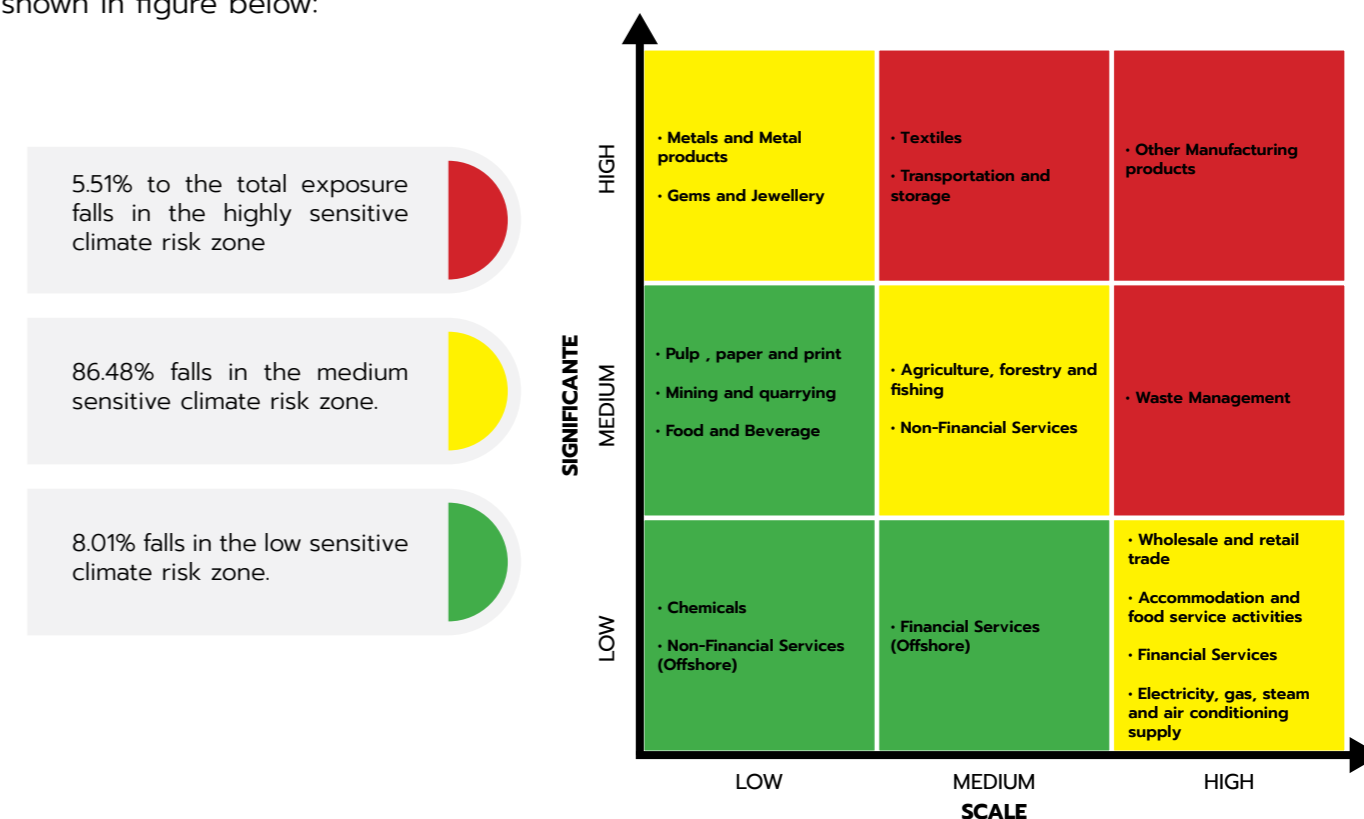 shown in figure below:
5.51% to the total exposure
falls in the highly sensitive
climate risk zone
86.48% falls in the medium
sensitive climate risk zone.
8.01% falls in the low sensitive
climate risk zone.
SIGNIFICANTE
HIGH
MEDIUM
LOW
• Metals and Metal
products
• Gems and Jewellery
• Textiles
• Transportation and
storage
• Other Manufacturing
products
• Pulp , paper and print
• Mining and quarrying
• Food and Beverage
• Agriculture, forestry and
fishing
• Non-Financial Services
• Waste Management
• Chemicals
• Non-Financial Services
(Offshore)
• Financial Services
(Offshore)
• Wholesale and retail
trade
• Accommodation and
food service activities
• Financial Services
• Electricity, gas, steam
and air conditioning
supply
LOW
MEDIUM
HIGH
SCALE